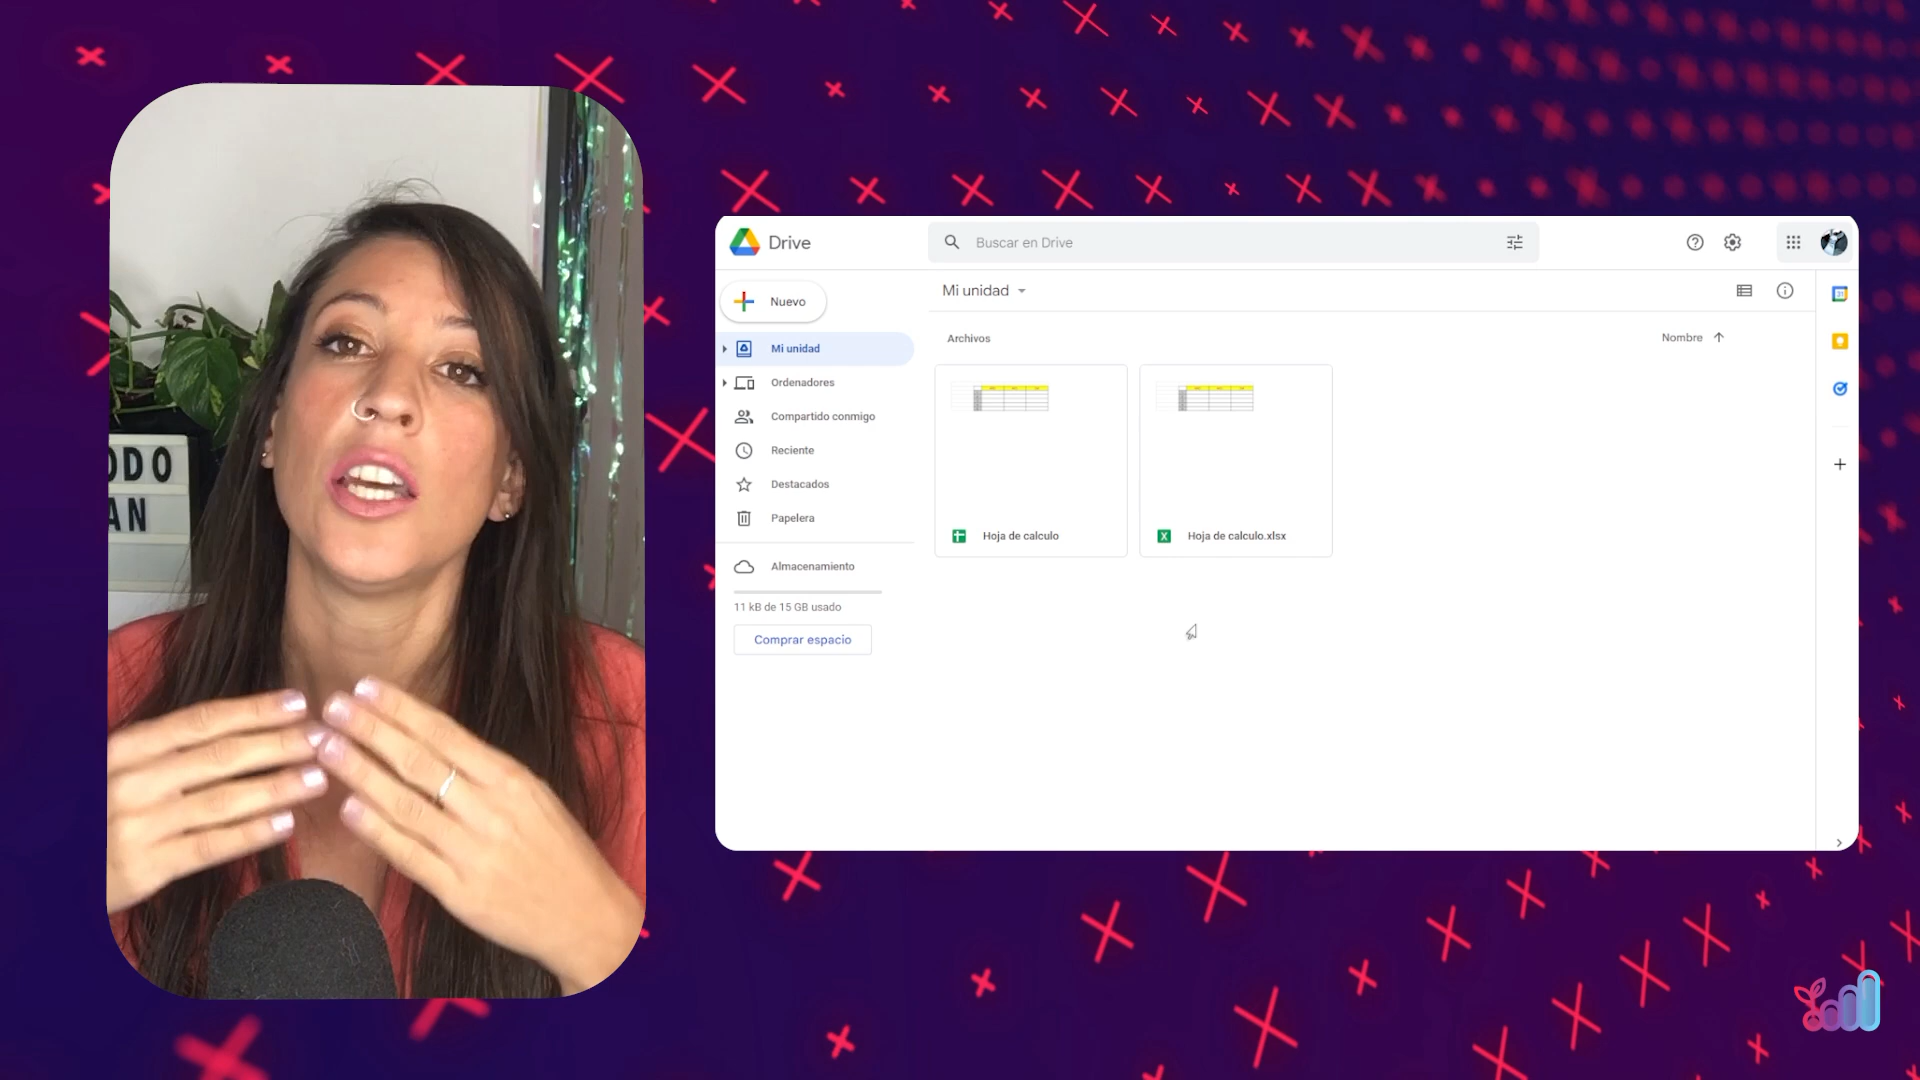 ODO
AN
Drive
Buscar en Drive
Nuevo
Mi unidad
Mi unidad
Ordenadores
Compartido conmigo
Reciente
Destacados
Papelera
Almacenamiento
11 kB de 15 GB usado
Comprar espacio
Archivos
Nombre
Hoja de calculo
Hoja de calculo.xlsx